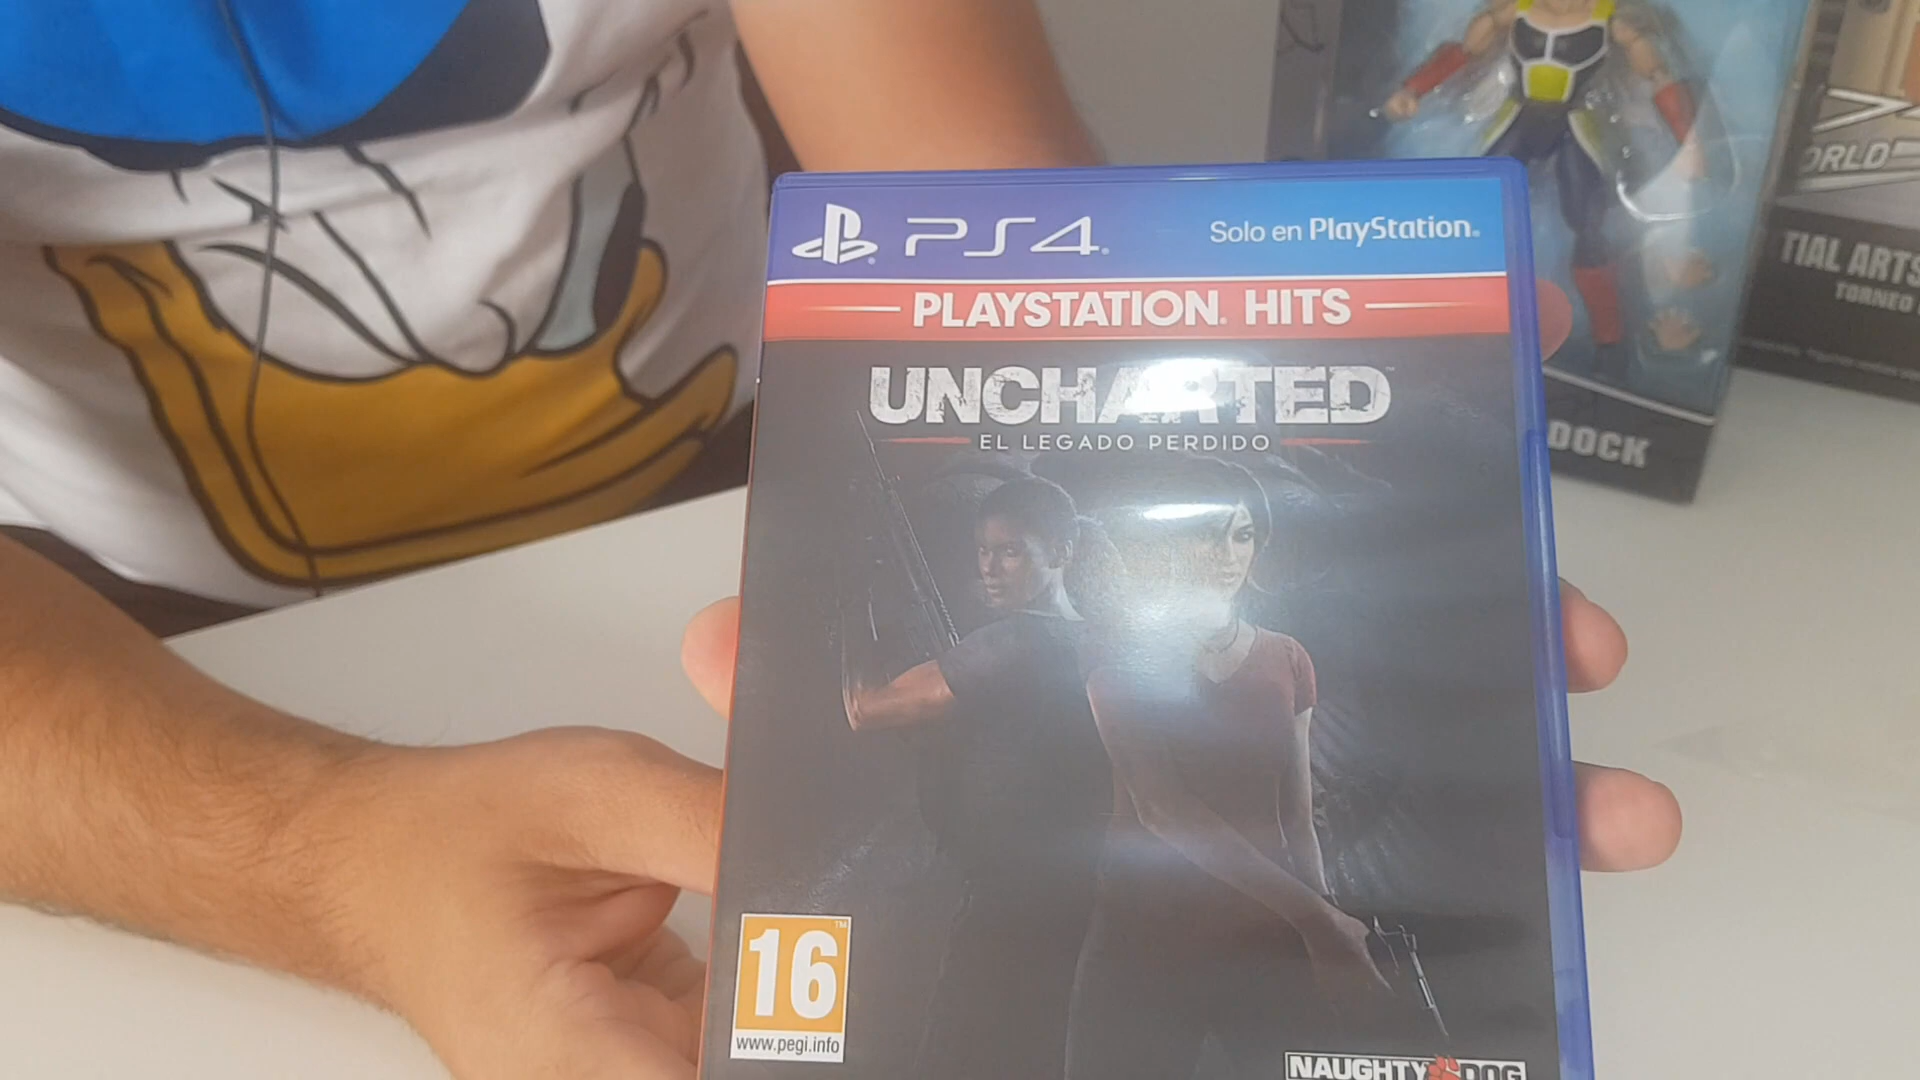 PS4
Solo en PlayStation
PLAYSTATION HITS
UNCHARTED
EL LEGADO PERDIDO
16
www.pegi.info
NAUGHTY DOG
DOCK
ORLD
TIAL ARTS
TORNEO